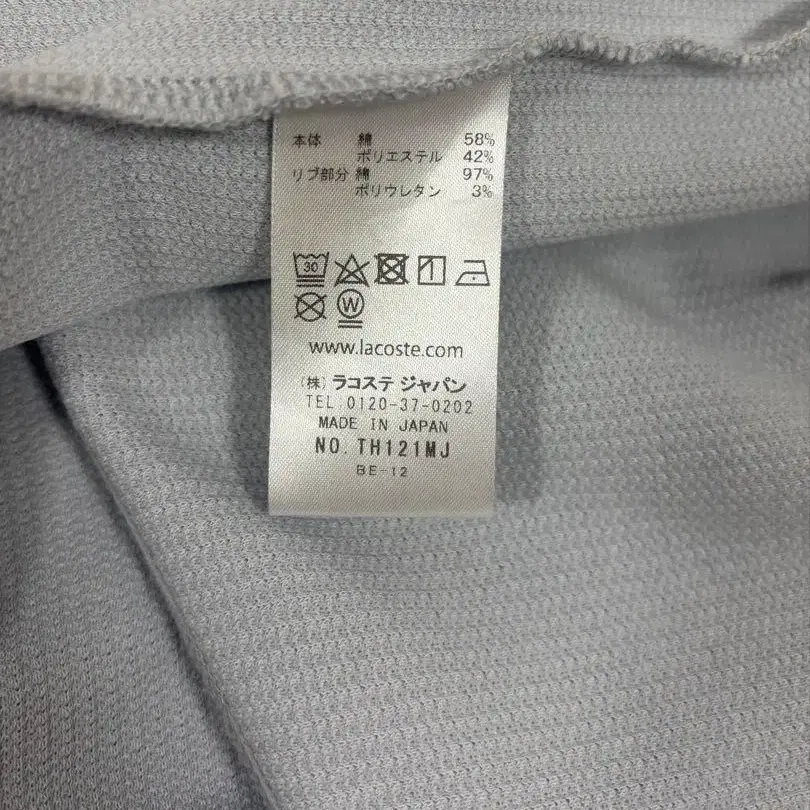 本体 綿 58%
ポリエステル 42%
リブ部分 綿 97%
ポリウレタン 3%
30
W
www.lacoste.com
(株) ラコステ ジャパン
TEL.0120-37-0202
MADE IN JAPAN
NO. TH121MJ
BE-12